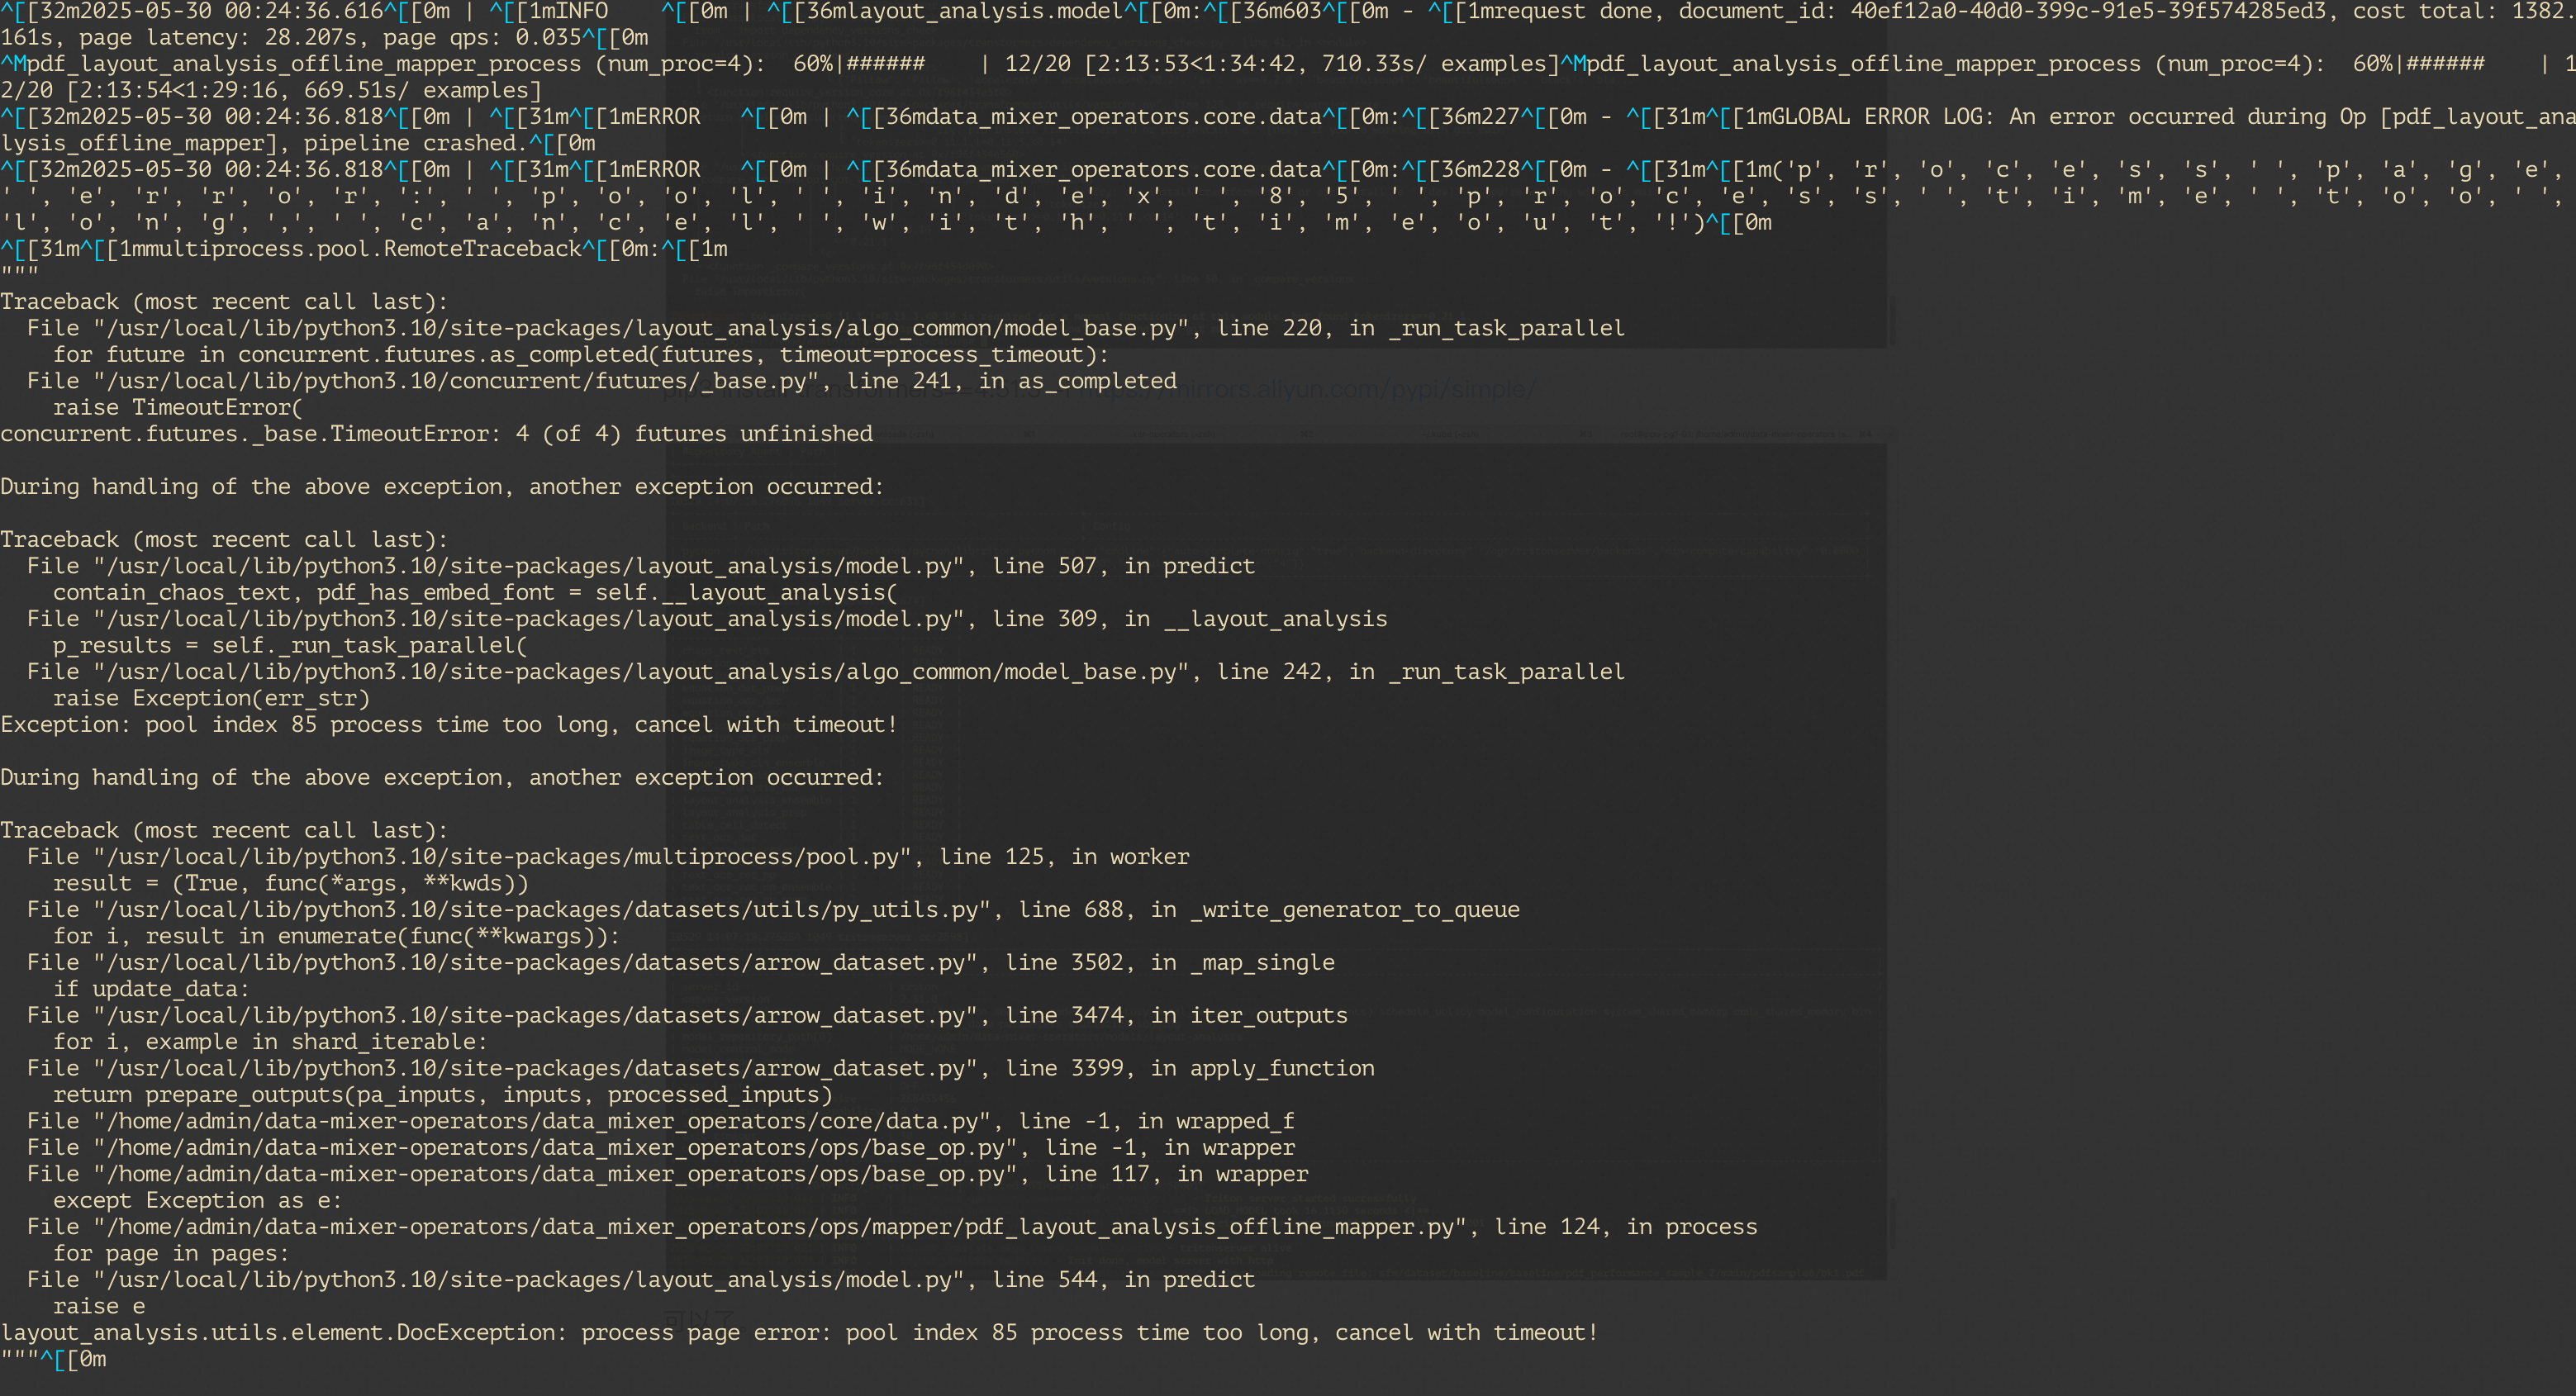 ^[[32m2025-05-30 00:24:36.616^[[0m | ^[[1mINFO    ^[[0m | ^[[36mlayout_analysis.model^[[0m:^[[36m603^[[0m - ^[[1mrequest done, document_id: 40ef12a0-40d0-399c-91e5-39f574285ed3, cost total: 1382.
161s, page latency: 28.207s, page qps: 0.035^[[0m
^Mpdf_layout_analysis_offline_mapper_process (num_proc=4):  60%|######    | 12/20 [2:13:53<1:34:42, 710.33s/ examples]^Mpdf_layout_analysis_offline_mapper_process (num_proc=4):  60%|######    | 1
2/20 [2:13:54<1:29:16, 669.51s/ examples]
^[[32m2025-05-30 00:24:36.818^[[0m | ^[[31m^[[1mERROR   ^[[0m | ^[[36mdata_mixer_operators.core.data^[[0m:^[[36m227^[[0m - ^[[31m^[[1mGLOBAL ERROR LOG: An error occurred during Op [pdf_layout_ana
lysis_offline_mapper], pipeline crashed.^[[0m
^[[32m2025-05-30 00:24:36.818^[[0m | ^[[31m^[[1mERROR   ^[[0m | ^[[36mdata_mixer_operators.core.data^[[0m:^[[36m228^[[0m - ^[[31m^[[1m('p', 'r', 'o', 'c', 'e', 's', 's', ' ', 'p', 'a', 'g', 'e',
' ', 'e', 'r', 'r', 'o', 'r', ':', ' ', 'p', 'o', 'o', 'l', ' ', 'i', 'n', 'd', 'e', 'x', ' ', '8', '5', ' ', 'p', 'r', 'o', 'c', 'e', 's', 's', ' ', 't', 'i', 'm', 'e', ' ', 't', 'o', 'o', ' ',
'l', 'o', 'n', 'g', ',', ' ', 'c', 'a', 'n', 'c', 'e', 'l', ' ', 'w', 'i', 't', 'h', ' ', 't', 'i', 'm', 'e', 'o', 'u', 't', '!')^[[0m
^[[31m^[[1mmultiprocess.pool.RemoteTraceback^[[0m:^[[1m
"""
Traceback (most recent call last):
  File "/usr/local/lib/python3.10/site-packages/layout_analysis/algo_common/model_base.py", line 220, in _run_task_parallel
    for future in concurrent.futures.as_completed(futures, timeout=process_timeout):
  File "/usr/local/lib/python3.10/concurrent/futures/_base.py", line 241, in as_completed
    raise TimeoutError(
concurrent.futures._base.TimeoutError: 4 (of 4) futures unfinished

During handling of the above exception, another exception occurred:

Traceback (most recent call last):
  File "/usr/local/lib/python3.10/site-packages/layout_analysis/model.py", line 507, in predict
    contain_chaos_text, pdf_has_embed_font = self.__layout_analysis(
  File "/usr/local/lib/python3.10/site-packages/layout_analysis/model.py", line 309, in __layout_analysis
    p_results = self._run_task_parallel(
  File "/usr/local/lib/python3.10/site-packages/layout_analysis/algo_common/model_base.py", line 242, in _run_task_parallel
    raise Exception(err_str)
Exception: pool index 85 process time too long, cancel with timeout!

During handling of the above exception, another exception occurred:

Traceback (most recent call last):
  File "/usr/local/lib/python3.10/site-packages/multiprocess/pool.py", line 125, in worker
    result = (True, func(*args, **kwds))
  File "/usr/local/lib/python3.10/site-packages/datasets/utils/py_utils.py", line 688, in _write_generator_to_queue
    for i, result in enumerate(func(**kwargs)):
  File "/usr/local/lib/python3.10/site-packages/datasets/arrow_dataset.py", line 3502, in _map_single
    if update_data:
  File "/usr/local/lib/python3.10/site-packages/datasets/arrow_dataset.py", line 3474, in iter_outputs
    for i, example in shard_iterable:
  File "/usr/local/lib/python3.10/site-packages/datasets/arrow_dataset.py", line 3399, in apply_function
    return prepare_outputs(pa_inputs, inputs, processed_inputs)
  File "/home/admin/data-mixer-operators/data_mixer_operators/core/data.py", line -1, in wrapped_f
  File "/home/admin/data-mixer-operators/data_mixer_operators/ops/base_op.py", line -1, in wrapper
  File "/home/admin/data-mixer-operators/data_mixer_operators/ops/base_op.py", line 117, in wrapper
    except Exception as e:
  File "/home/admin/data-mixer-operators/data_mixer_operators/ops/mapper/pdf_layout_analysis_offline_mapper.py", line 124, in process
    for page in pages:
  File "/usr/local/lib/python3.10/site-packages/layout_analysis/model.py", line 544, in predict
    raise e
可以了。
layout_analysis.utils.element.DocException: process page error: pool index 85 process time too long, cancel with timeout!
"""^[[0m